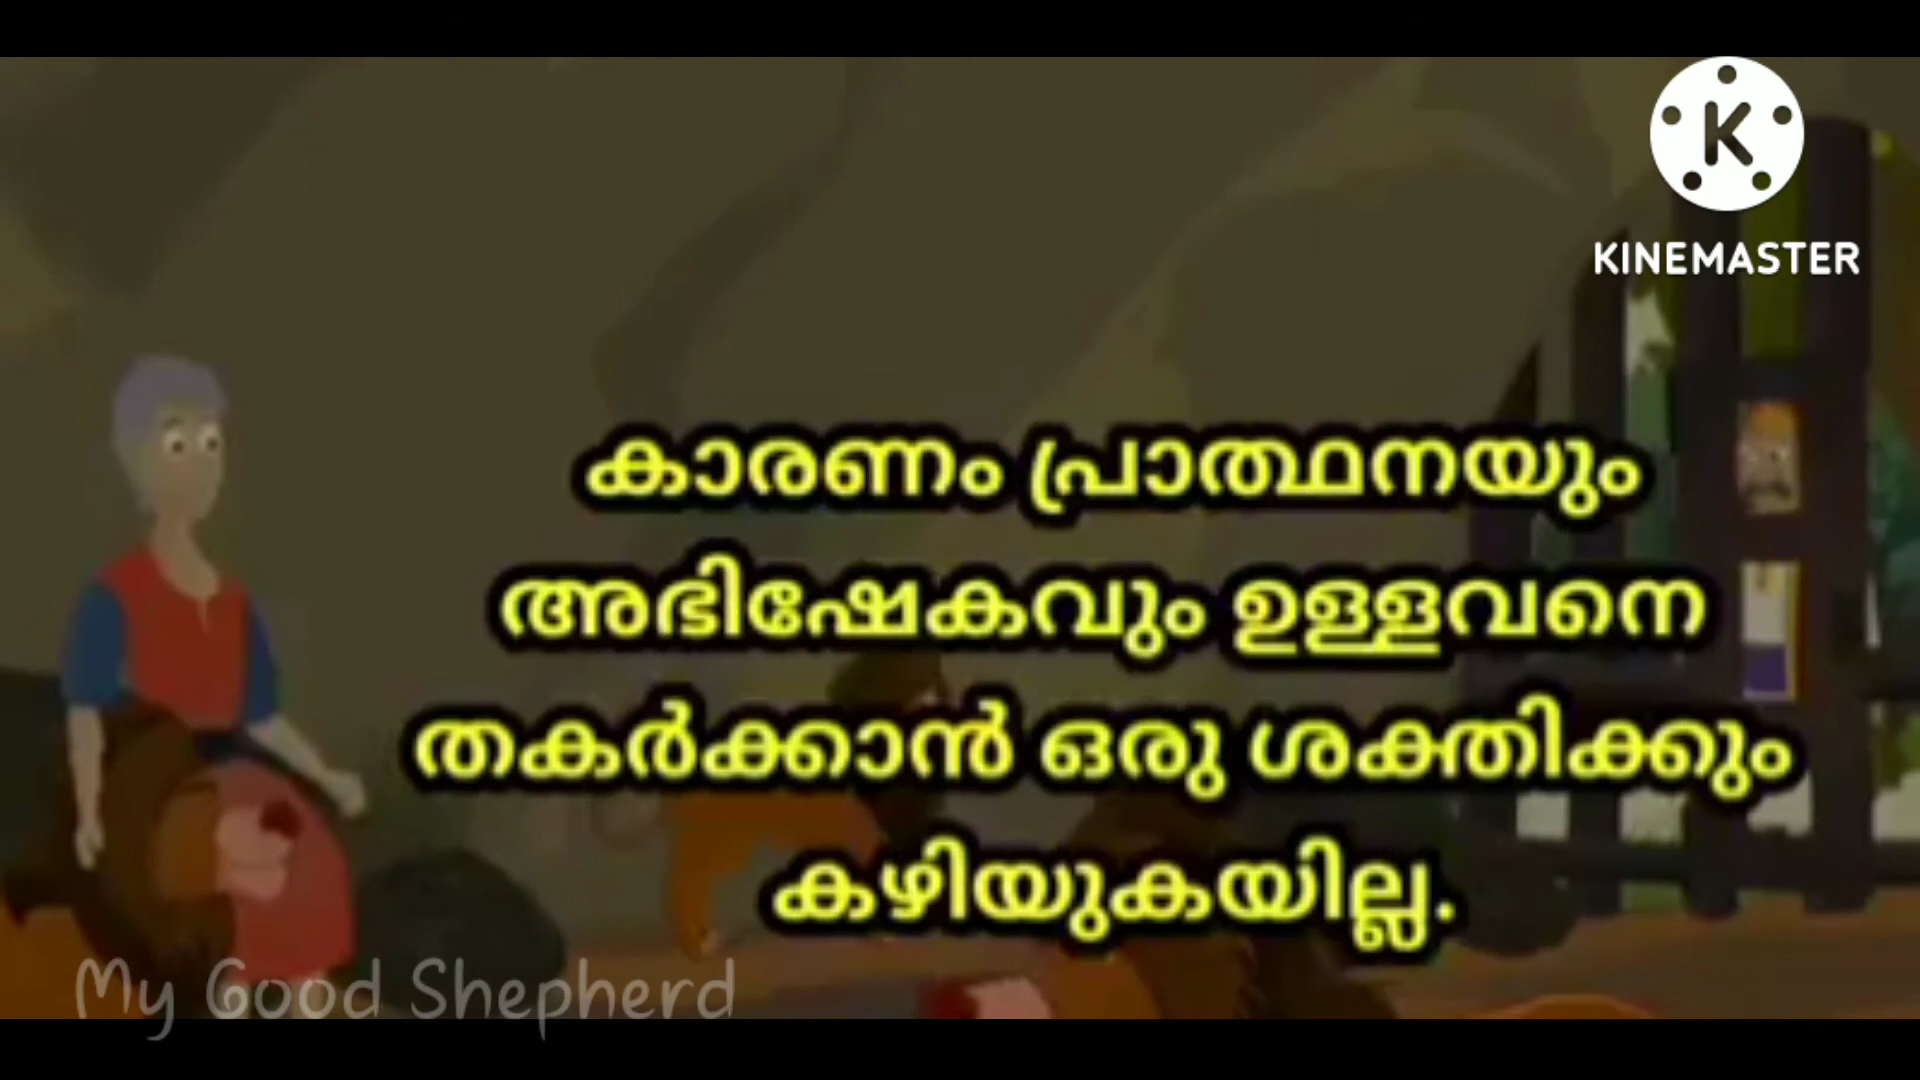 KINEMASTER
കാരണം പ്രാത്ഥനയും
അഭിഷേകവും ഉള്ളവനെ
തകർക്കാൻ ഒരു ശക്തിക്കും
കഴിയുകയില്ല.
My Good Shepherd